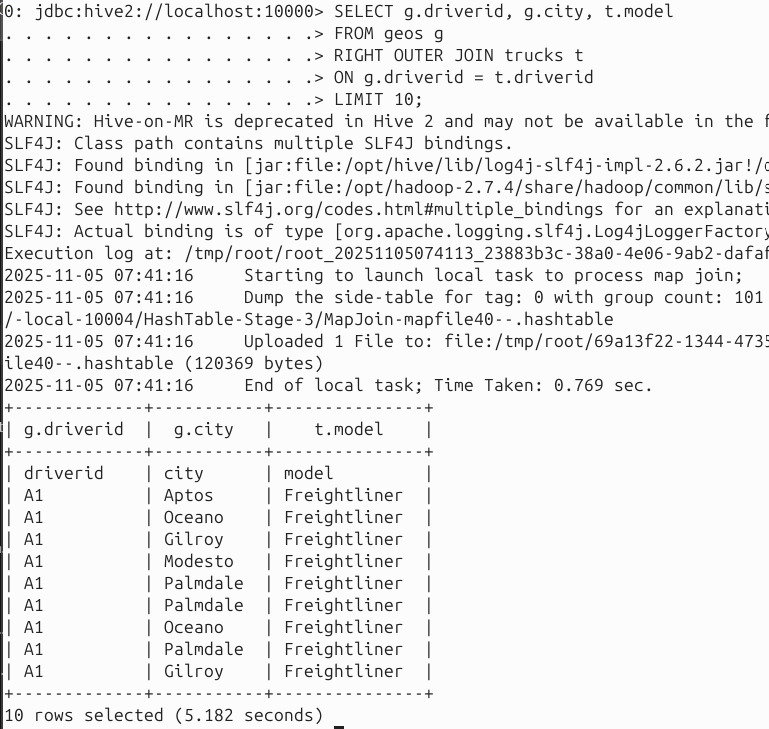 0: jdbc:hive2://localhost:10000> SELECT g.driverid, g.city, t.model
. . . . . . . . . . . . . . . .> FROM geos g
. . . . . . . . . . . . . . . .> RIGHT OUTER JOIN trucks t
. . . . . . . . . . . . . . . .> ON g.driverid = t.driverid
. . . . . . . . . . . . . . . .> LIMIT 10;
WARNING: Hive-on-MR is deprecated in Hive 2 and may not be available in the f
SLF4J: Class path contains multiple SLF4J bindings.
SLF4J: Found binding in [jar:file:/opt/hive/lib/log4j-slf4j-impl-2.6.2.jar!/o
SLF4J: Found binding in [jar:file:/opt/hadoop-2.7.4/share/hadoop/common/lib/s
SLF4J: See http://www.slf4j.org/codes.html#multiple_bindings for an explanati
SLF4J: Actual binding is of type [org.apache.logging.slf4j.Log4jLoggerFactory
Execution log at: /tmp/root/root_20251105074113_23883b3c-38a0-4e06-9ab2-dafaf
2025-11-05 07:41:16     Starting to launch local task to process map join;
2025-11-05 07:41:16     Dump the side-table for tag: 0 with group count: 101
/-local-10004/HashTable-Stage-3/MapJoin-mapfile40--.hashtable
2025-11-05 07:41:16     Uploaded 1 File to: file:/tmp/root/69a13f22-1344-4735
ile40--.hashtable (120369 bytes)
2025-11-05 07:41:16     End of local task; Time Taken: 0.769 sec.
+-------------+-----------+---------------+
| g.driverid  |  g.city   |    t.model    |
+-------------+-----------+---------------+
| driverid    | city      | model         |
| A1          | Aptos     | Freightliner  |
| A1          | Oceano    | Freightliner  |
| A1          | Gilroy    | Freightliner  |
| A1          | Modesto   | Freightliner  |
| A1          | Palmdale  | Freightliner  |
| A1          | Palmdale  | Freightliner  |
| A1          | Oceano    | Freightliner  |
| A1          | Palmdale  | Freightliner  |
| A1          | Gilroy    | Freightliner  |
+-------------+-----------+---------------+
10 rows selected (5.182 seconds)